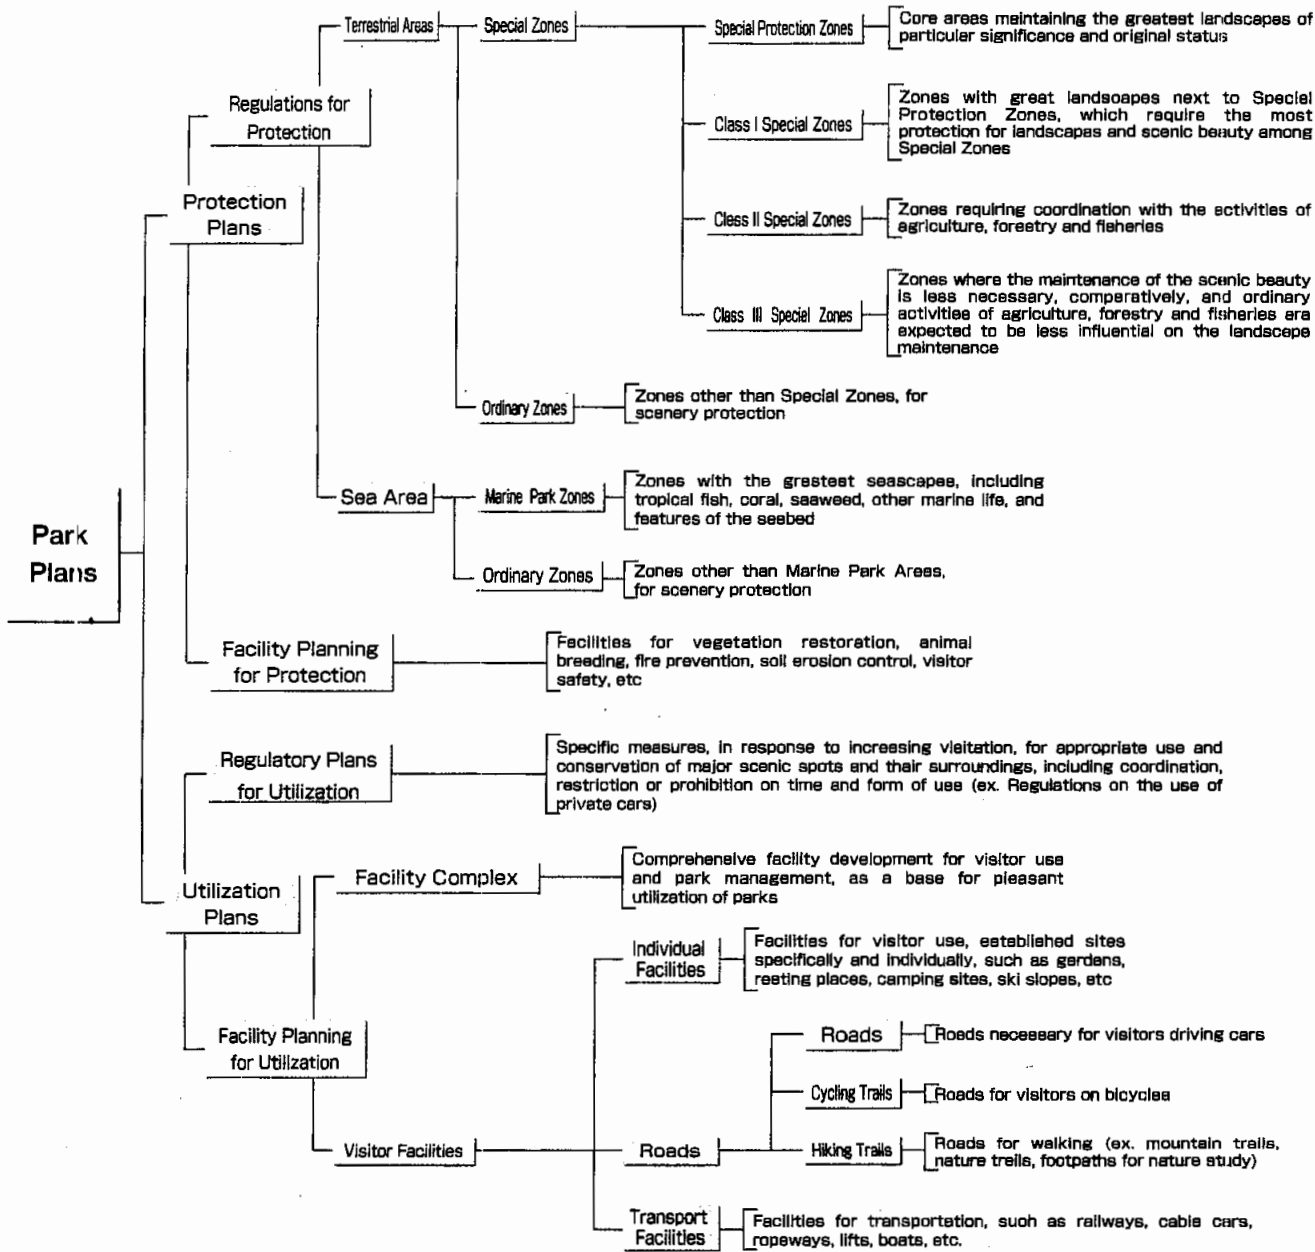 Terrestrial Areas
Special Zones
Special Protection Zones
Core areas maintaining the greatest landscapes of
particular significance and original status
Regulations for
Protection
Class I Special Zones
Zones with great landscapes next to Special
Protection Zones, which require the most
protection for landscapes and scenic beauty among
Special Zones
Protection
Plans
Class II Special Zones
Zones requiring coordination with the activities of
agriculture, forestry and fisheries
Class III Special Zones
Zones where the maintenance of the scenic beauty
is less necessary, comparatively, and ordinary
activities of agriculture, forestry and fisheries are
expected to be less influential on the landscape
maintenance
Ordinary Zones
Zones other than Special Zones, for
scenery protection
Sea Area
Marine Park Zones
Zones with the greatest seascapes, including
tropical fish, coral, seaweed, other marine life, and
features of the seabed
Park
Plans
Ordinary Zones
Zones other than Marine Park Areas,
for scenery protection
Facility Planning
for Protection
Facilities for vegetation restoration, animal
breeding, fire prevention, soil erosion control, visitor
safety, etc
Regulatory Plans
for Utilization
Specific measures, in response to increasing visitation, for appropriate use and
conservation of major scenic spots and their surroundings, including coordination,
restriction or prohibition on time and form of use (ex. Regulations on the use of
private cars)
Utilization
Plans
Facility Complex
Comprehensive facility development for visitor use
and park management, as a base for pleasant
utilization of parks
Individual
Facilities
Facilities for visitor use, established sites
specifically and individually, such as gardens,
resting places, camping sites, ski slopes, etc
Facility Planning
for Utilization
Roads
Roads necessary for visitors driving cars
Cycling Trails
Roads for visitors on bicycles
Visitor Facilities
Roads
Hiking Trails
Roads for walking (ex. mountain trails,
nature trails, footpaths for nature study)
Transport
Facilities
Facilities for transportation, such as railways, cable cars,
ropeways, lifts, boats, etc.